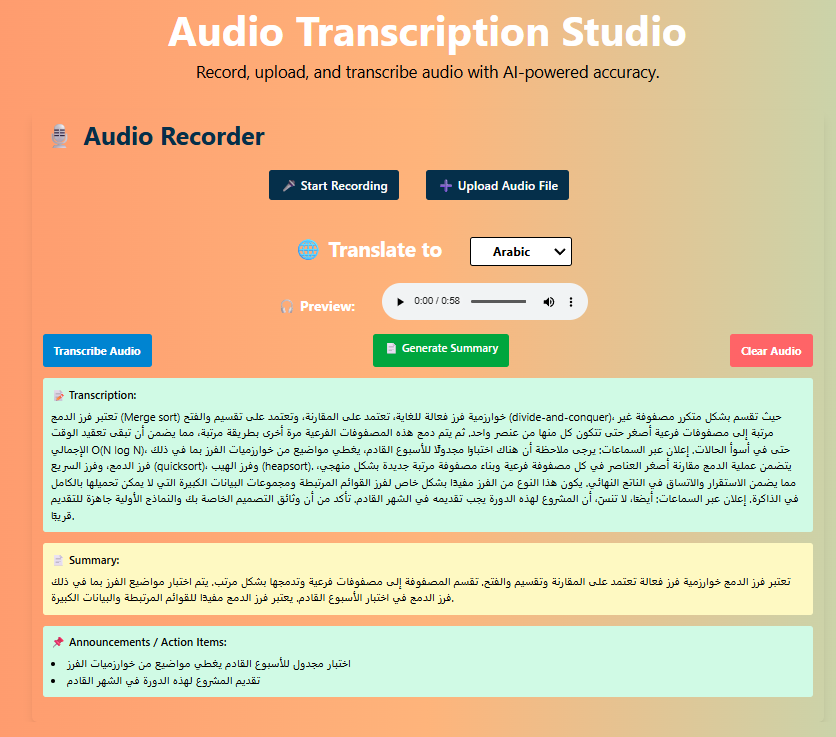 Audio Transcription Studio
Record, upload, and transcribe audio with AI-powered accuracy.
Audio Recorder
Start Recording
Upload Audio File
Translate to
Arabic
Preview:
0:00 / 0:58
Transcribe Audio
Generate Summary
Clear Audio
Transcription:
تعتبر فرز الدمج (Merge sort) خوارزمية فرز فعالة للغاية، تعتمد على المقارنة، وتعتمد على تقسيم والفتح (divide-and-conquer)، حيث تقسم بشكل متكرر مصفوفة غير
مرتبة إلى مصفوفات فرعية أصغر حتى تتكون كل منها من عنصر واحد. ثم يتم دمج هذه المصفوفات الفرعية مرة أخرى بطريقة مرتبة، مما يضمن أن تبقى تعقيد الوقت
الإجمالي O(N log N)، حتى في أسوأ الحالات. إعلان عبر السماعات: يرجى ملاحظة أن هناك اختبارًا مجدولًا للأسبوع القادم، يغطي مواضيع من خوارزميات الفرز بما في ذلك
فرز الدمج، وفرز السريع (quicksort)، وفرز الهيب (heapsort). يتضمن عملية الدمج مقارنة أصغر العناصر في كل مصفوفة فرعية وبناء مصفوفة مرتبة جديدة بشكل منهجي،
مما يضمن الاستقرار والاتساق في الناتج النهائي. يكون هذا النوع من الفرز مفيدًا بشكل خاص لفرز القوائم المرتبطة ومجموعات البيانات الكبيرة التي لا يمكن تحميلها بالكامل
في الذاكرة. إعلان عبر السماعات: أيضًا، لا تنسَ، أن المشروع لهذه الدورة يجب تقديمه في الشهر القادم. تأكد من أن وثائق التصميم الخاصة بك والنماذج الأولية جاهزة للتقديم
قريبًا.
Summary:
تعتبر فرز الدمج خوارزمية فرز فعالة تعتمد على المقارنة وتقسيم والفتح. تقسم المصفوفة إلى مصفوفات فرعية وتدمجها بشكل مرتب. يتم اختبار مواضيع الفرز بما في ذلك
فرز الدمج في اختبار الأسبوع القادم. يعتبر فرز الدمج مفيدًا للقوائم المرتبطة والبيانات الكبيرة.
Announcements / Action Items:
اختبار مجدول للأسبوع القادم يغطي مواضيع من خوارزميات الفرز
تقديم المشروع لهذه الدورة في الشهر القادم